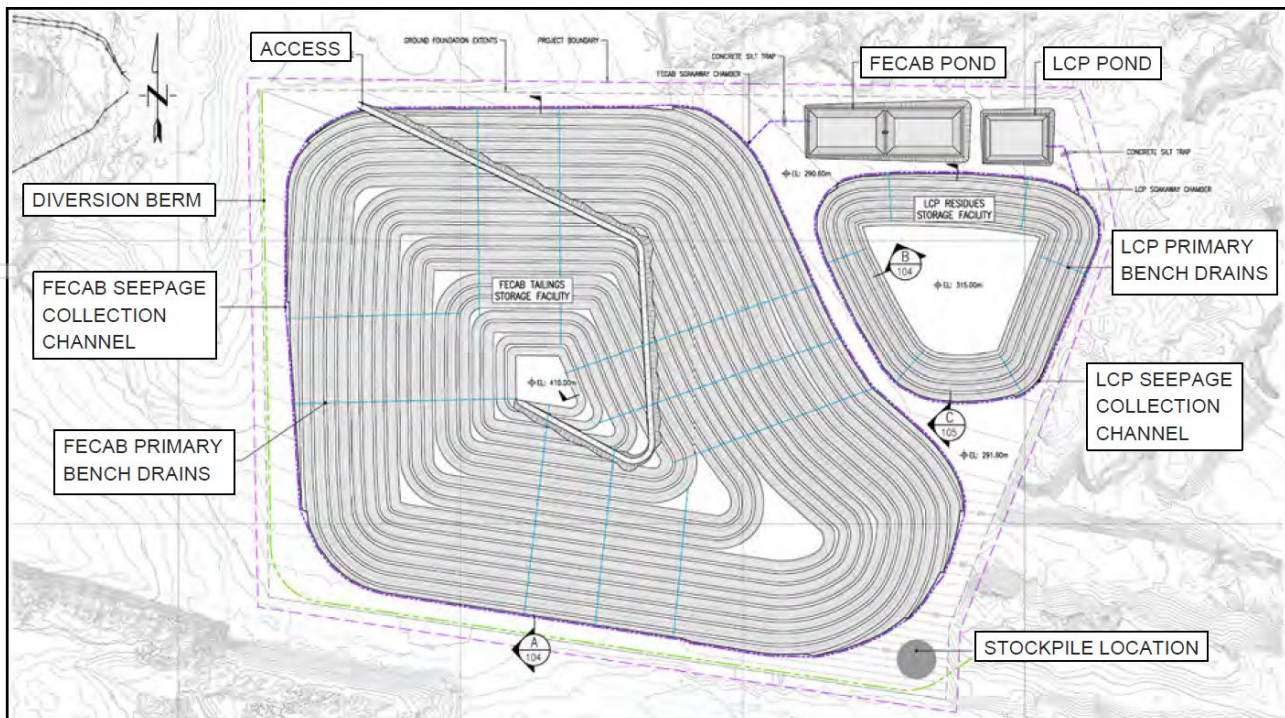 ACCESS
GROUND FOUNDATION EXTENTS
PROJECT BOUNDARY
CONCRETE SILT TRAP
FECAB SOAKAWAY CHAMBER
FECAB POND
LCP POND
N
CONCRETE SILT TRAP
EL: 290.60m
LCP SOAKAWAY CHAMBER
DIVERSION BERM
LCP RESIDUES
STORAGE FACILITY
LCP PRIMARY
BENCH DRAINS
B
104
EL: 315.00m
FECAB SEEPAGE
COLLECTION
CHANNEL
FECAB TAILINGS
STORAGE FACILITY
EL: 410.00m
LCP SEEPAGE
COLLECTION
CHANNEL
C
105
EL: 291.60m
FECAB PRIMARY
BENCH DRAINS
A
104
STOCKPILE LOCATION